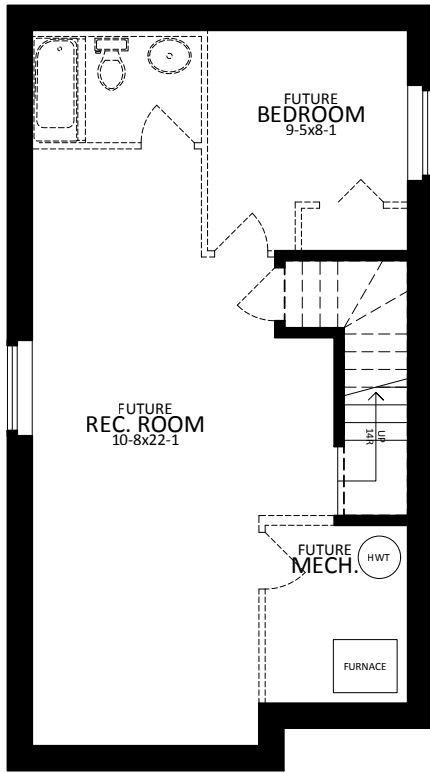 FUTURE
BEDROOM
9-5x8-1
FUTURE
REC. ROOM
10-8x22-1
UP
14R
FUTURE
MECH.
HWT
FURNACE